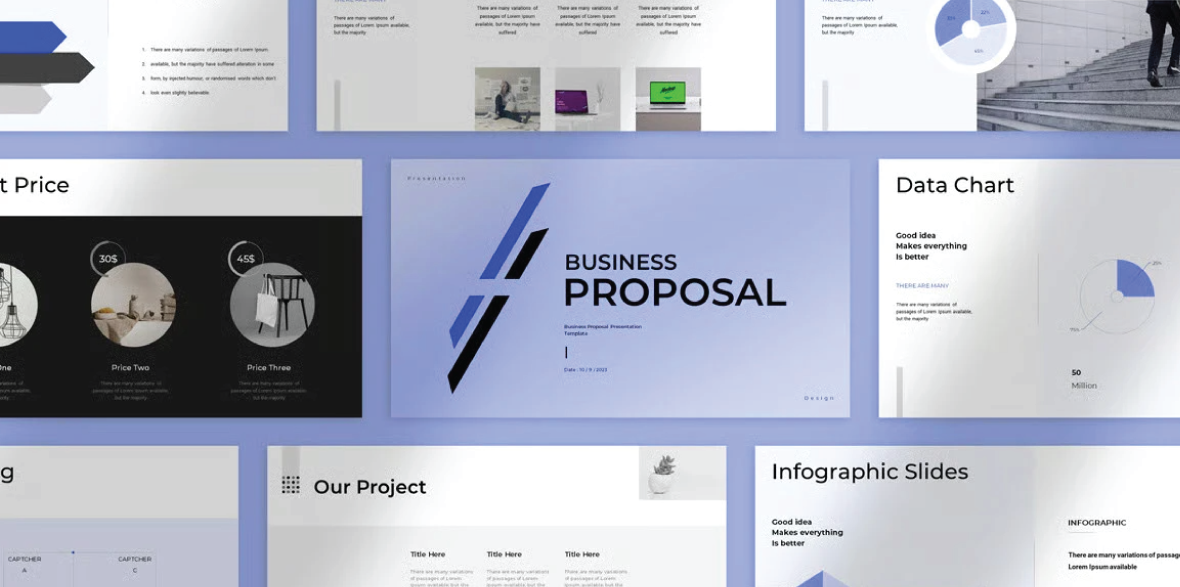 1. There are many variations of passages of Lorem Ipsum,
2. available, but the majority have suffered alteration in some
3. form, by injected humour, or randomised words which don't
4. look even slightly believable.
THERE ARE MANY
There are many variations of
passages of Lorem Ipsum available,
but the majority
There are many variations of
passages of Lorem Ipsum
available, but the majority have
suffered
There are many variations of
passages of Lorem Ipsum
available, but the majority have
suffered
There are many variations of
passages of Lorem Ipsum
available, but the majority have
suffered
There are many variations of
passages of Lorem Ipsum available,
but the majority
t Price
30$
45$
One
Price Two
Price Three
There are many variations of
passages of Lorem Ipsum available,
but the majority
There are many variations of
passages of Lorem Ipsum available,
but the majority
Presentation
BUSINESS
PROPOSAL
Business Proposal Presentation
Template
Design
Data Chart
Good idea
Makes everything
Is better
THERE ARE MANY
There are many variations of
passages of Lorem Ipsum available,
but the majority
25%
75%
50
Million
g
CAPTCHER
A
CAPTCHER
C
Our Project
Title Here
Title Here
Title Here
There are many variations
of passages of Lorem Ipsum
available but the
There are many variations
of passages of Lorem Ipsum
available but the
There are many variations
of passages of Lorem Ipsum
available but the
Infographic Slides
Good idea
Makes everything
Is better
INFOGRAPHIC
There are many variations of passag
Lorem Ipsum available